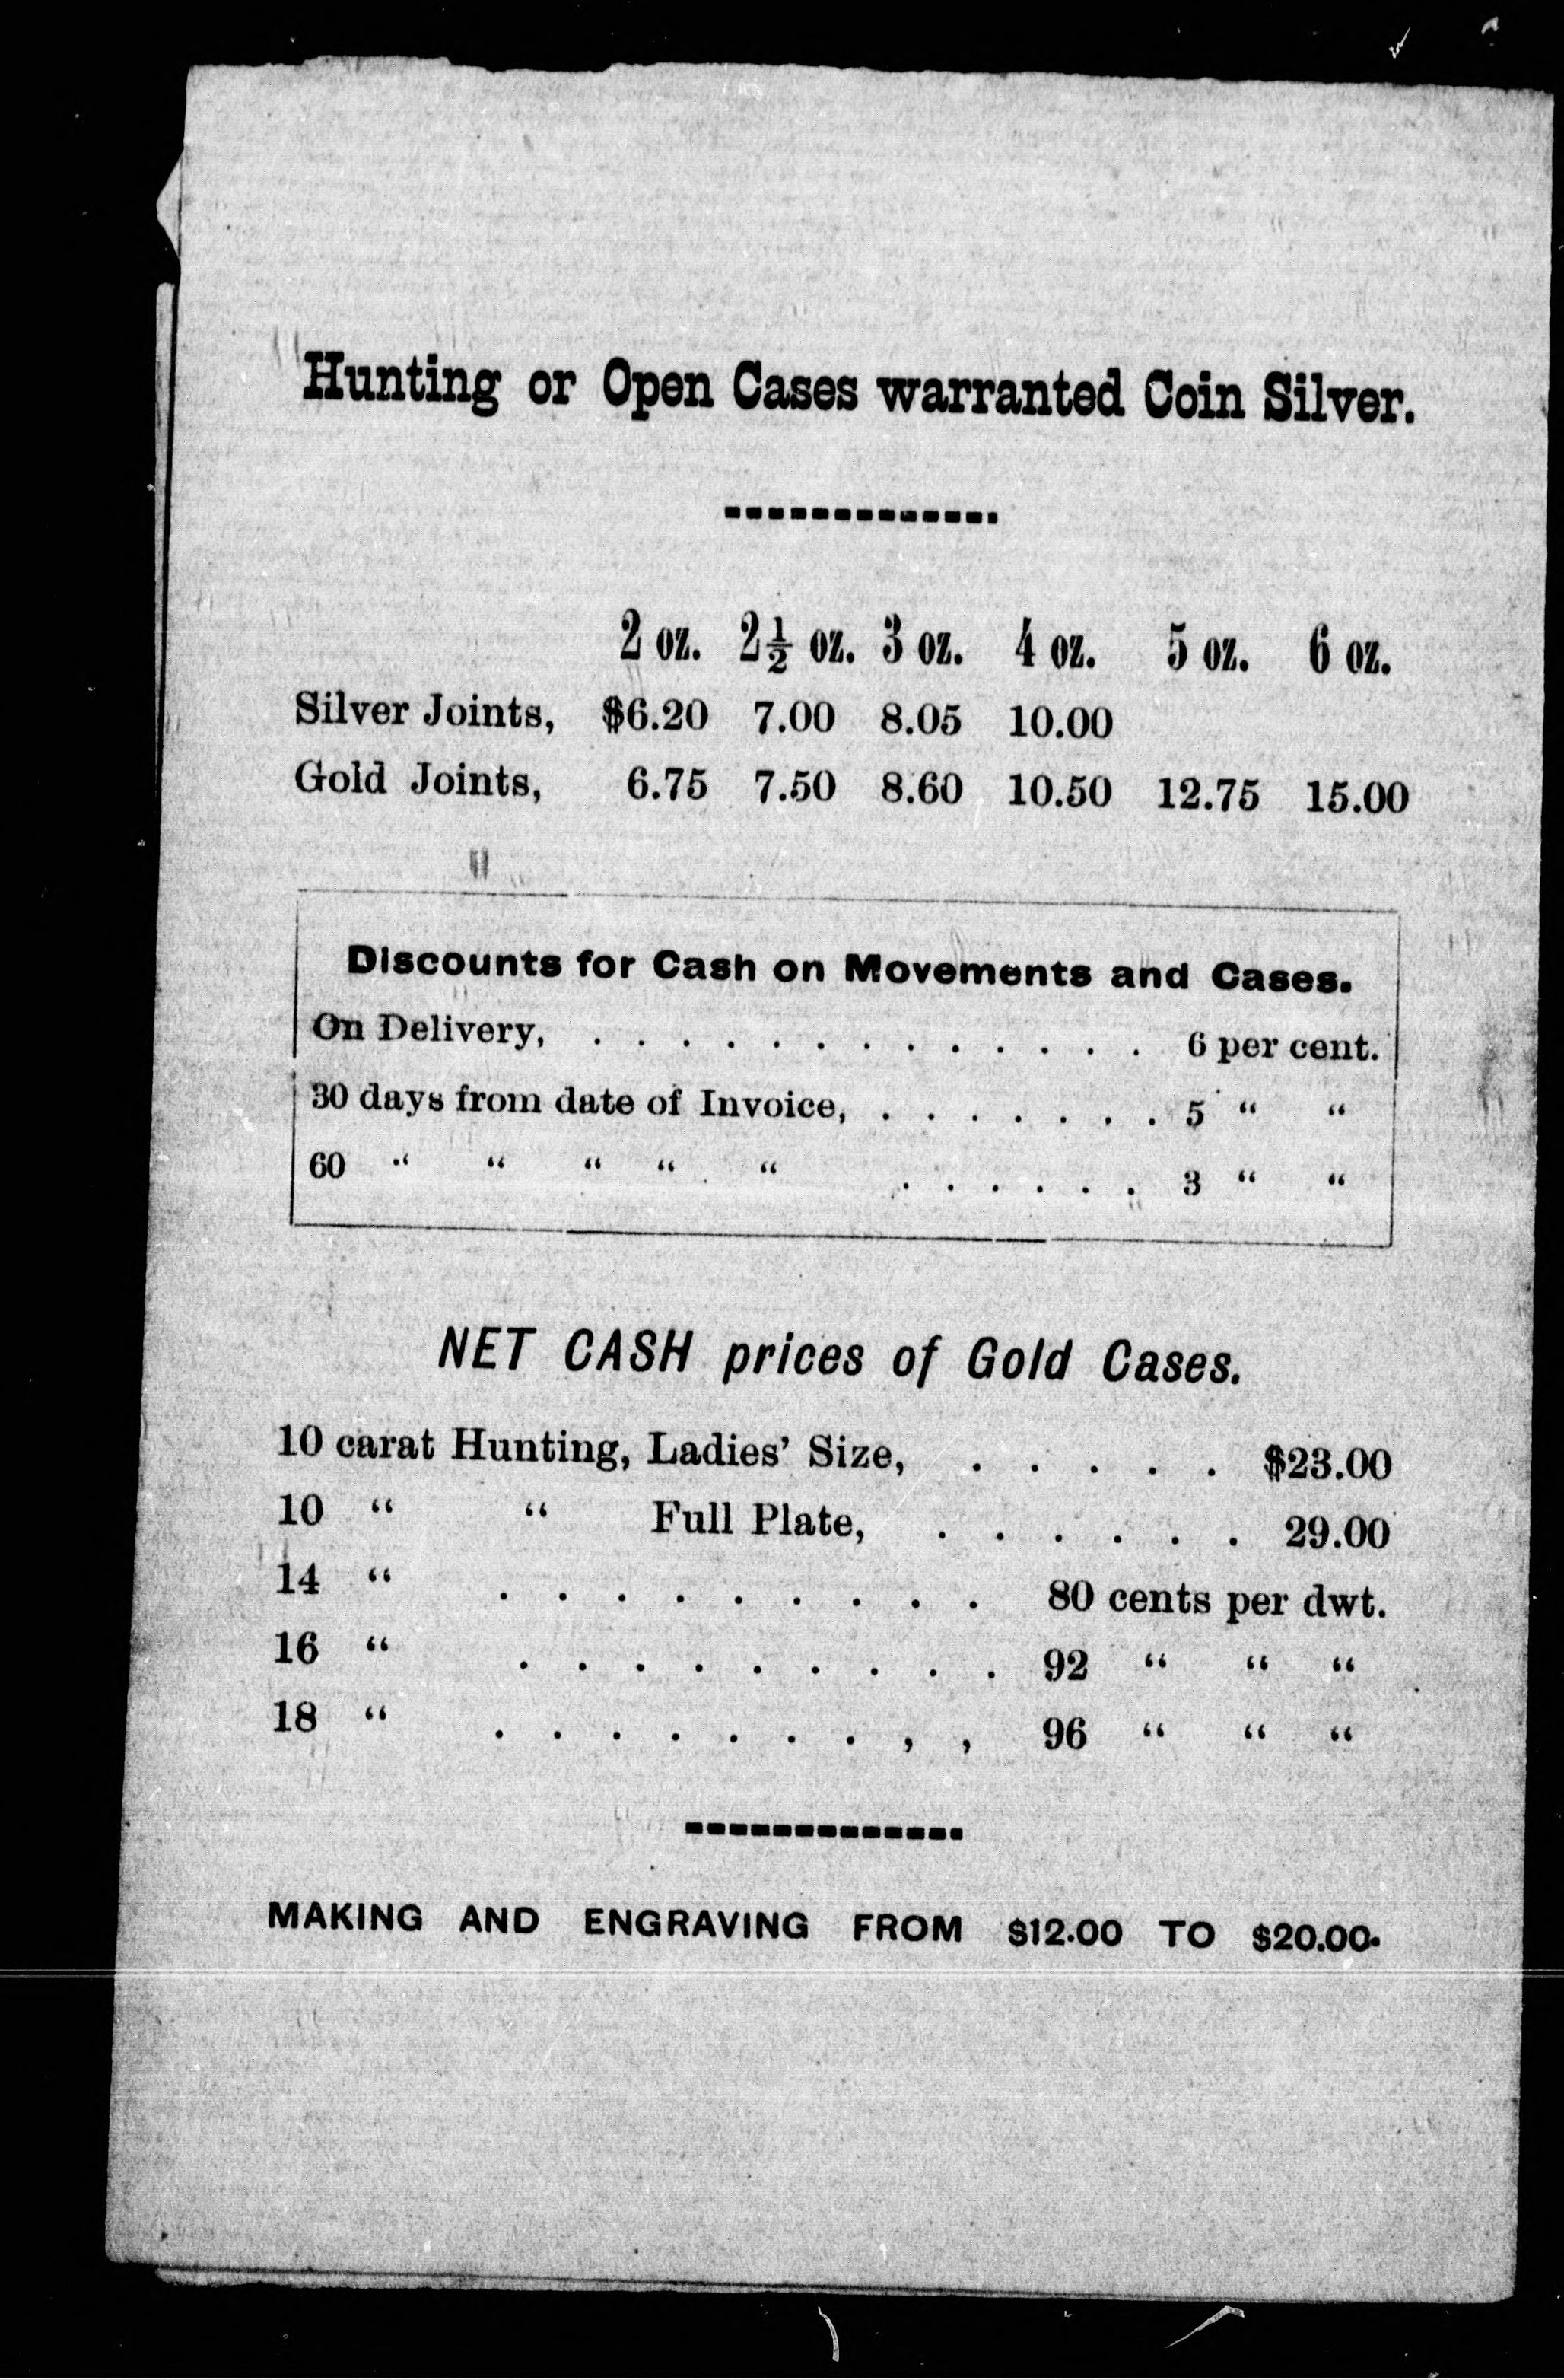 Hunting or Open Cases warranted Coin Silver.
2 oz. 2½ oz. 3 oz. 4 oz. 5 oz. 6 oz.
Silver Joints, $6.20 7.00 8.05 10.00
Gold Joints, 6.75 7.50 8.60 10.50 12.75 15.00
Discounts for Cash on Movements and Cases.
On Delivery, . . . . . . . . . . . . . 6 per cent.
30 days from date of Invoice, . . . . . . . 5 “ “
60 “ “ “ “ “ . . . . . . 3 “ “
NET CASH prices of Gold Cases.
10 carat Hunting, Ladies’ Size, . . . . . $23.00
10 “ “ Full Plate, . . . . . . 29.00
14 “ . . . . . . . . . 80 cents per dwt.
16 “ . . . . . . . . . 92 “ “ “
18 “ . . . . . . . , , 96 “ “ “
MAKING AND ENGRAVING FROM $12.00 TO $20.00.